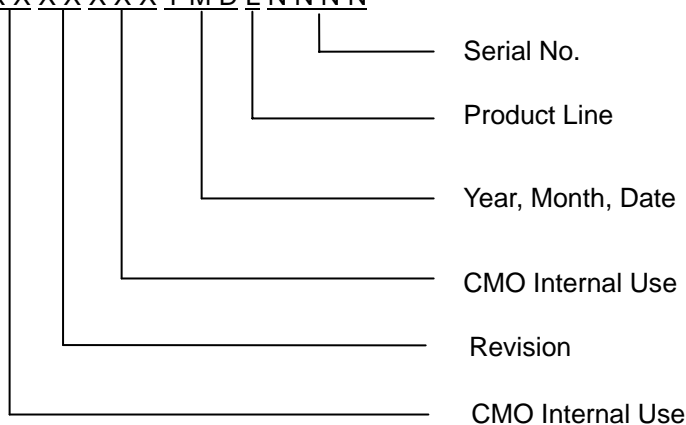 Serial No.
Product Line
Year, Month, Date
CMO Internal Use
Revision
CMO Internal Use